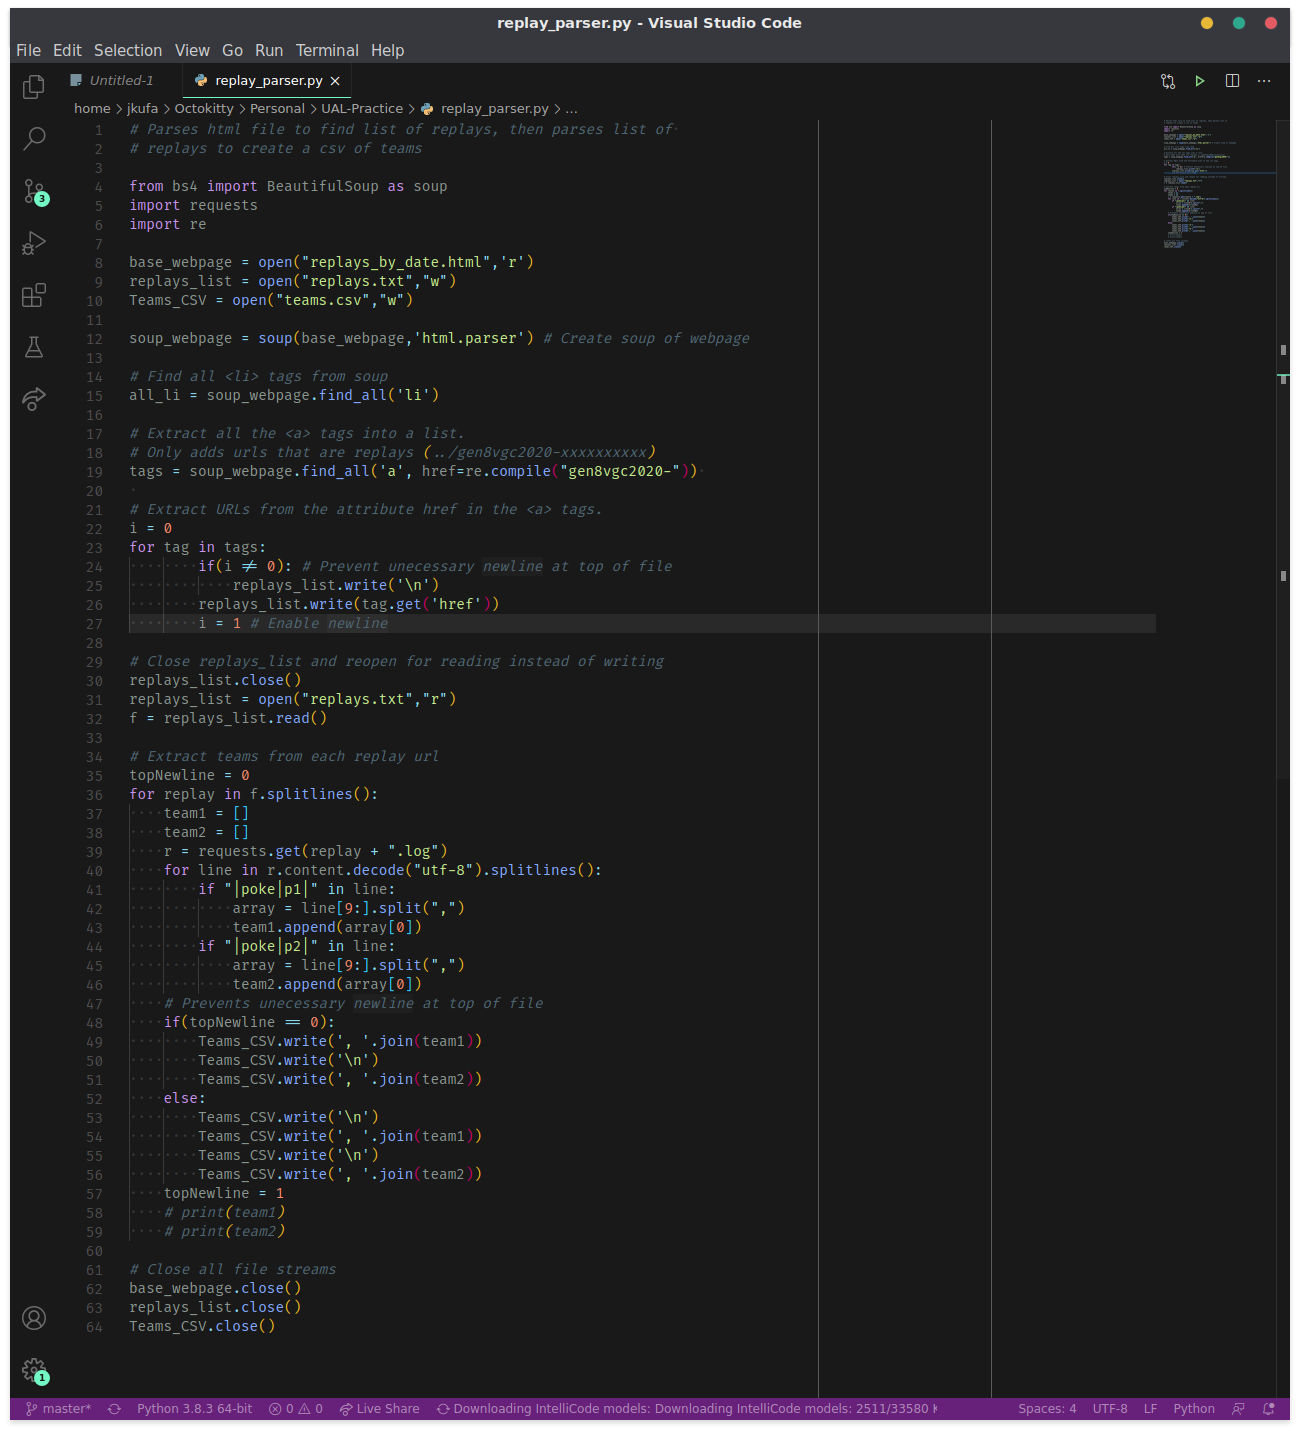 replay_parser.py - Visual Studio Code
File Edit Selection View Go Run Terminal Help
Untitled-1 replay_parser.py ×
home > jkufa > Octokitty > Personal > UAL-Practice > replay_parser.py > ...
1 # Parses html file to find list of replays, then parses list of
2 # replays to create a csv of teams
3
4 from bs4 import BeautifulSoup as soup
5 import requests
6 import re
7
8 base_webpage = open("replays_by_date.html",'r')
9 replays_list = open("replays.txt","w")
10 Teams_CSV = open("teams.csv","w")
11
12 soup_webpage = soup(base_webpage,'html.parser') # Create soup of webpage
13
14 # Find all <li> tags from soup
15 all_li = soup_webpage.find_all('li')
16
17 # Extract all the <a> tags into a list.
18 # Only adds urls that are replays (../gen8vgc2020-xxxxxxxxxx)
19 tags = soup_webpage.find_all('a', href=re.compile("gen8vgc2020-"))
20
21 # Extract URLs from the attribute href in the <a> tags.
22 i = 0
23 for tag in tags:
24         if(i != 0): # Prevent unecessary newline at top of file
25             replays_list.write('\n')
26         replays_list.write(tag.get('href'))
27         i = 1 # Enable newline
28
29 # Close replays_list and reopen for reading instead of writing
30 replays_list.close()
31 replays_list = open("replays.txt","r")
32 f = replays_list.read()
33
34 # Extract teams from each replay url
35 topNewline = 0
36 for replay in f.splitlines():
37     team1 = []
38     team2 = []
39     r = requests.get(replay + ".log")
40     for line in r.content.decode("utf-8").splitlines():
41         if "|poke|p1|" in line:
42             array = line[9:].split(",")
43             team1.append(array[0])
44         if "|poke|p2|" in line:
45             array = line[9:].split(",")
46             team2.append(array[0])
47     # Prevents unecessary newline at top of file
48     if(topNewline == 0):
49         Teams_CSV.write(', '.join(team1))
50         Teams_CSV.write('\n')
51         Teams_CSV.write(', '.join(team2))
52     else:
53         Teams_CSV.write('\n')
54         Teams_CSV.write(', '.join(team1))
55         Teams_CSV.write('\n')
56         Teams_CSV.write(', '.join(team2))
57     topNewline = 1
58     # print(team1)
59     # print(team2)
60
61 # Close all file streams
62 base_webpage.close()
63 replays_list.close()
64 Teams_CSV.close()
3
1
master* Python 3.8.3 64-bit 0 0 Live Share Downloading IntelliCode models: Downloading IntelliCode models: 2511/33580 Spaces: 4 UTF-8 LF Python